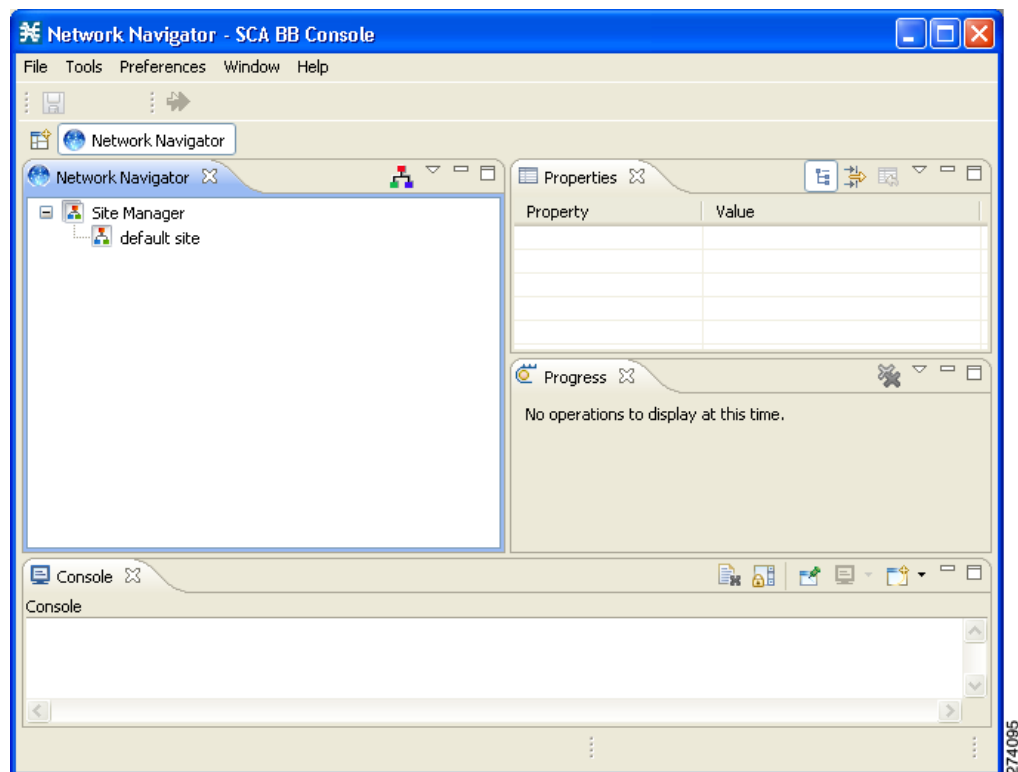 Network Navigator - SCA BB Console
File Tools Preferences Window Help
Network Navigator
Network Navigator
Site Manager
default site
Properties
Property Value
Progress
No operations to display at this time.
Console
Console
274095